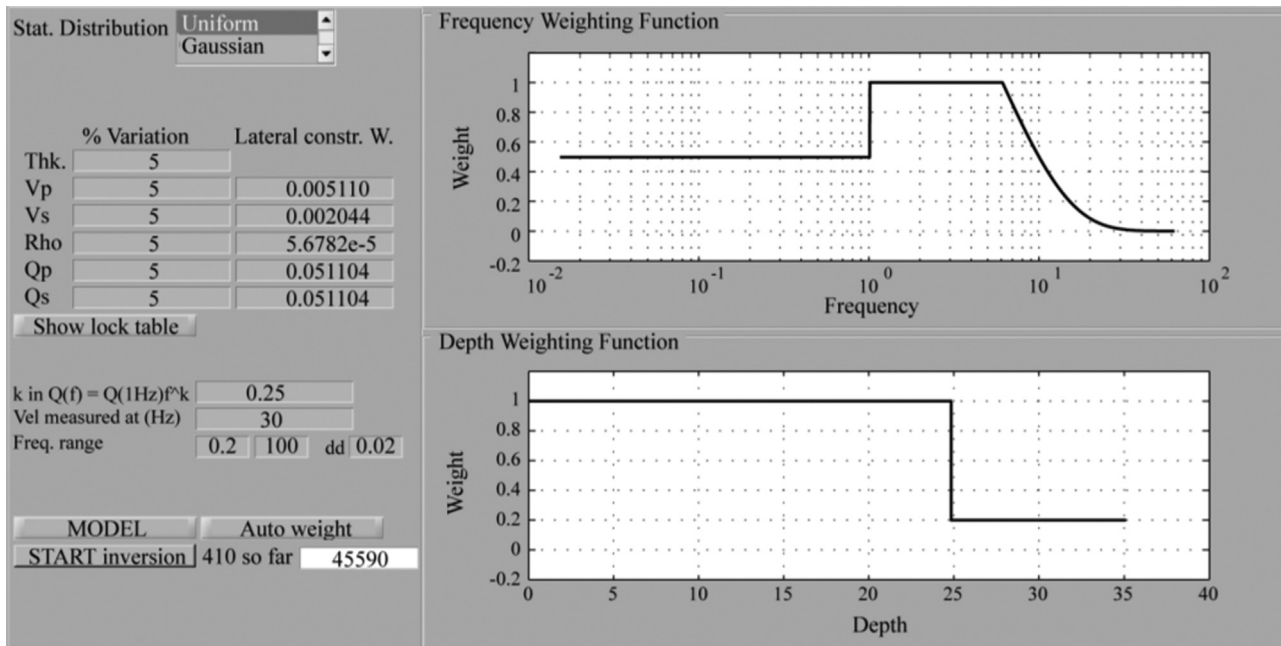 Stat. Distribution
Uniform
Gaussian
% Variation Lateral constr. W.
Thk. 5
Vp 5 0.005110
Vs 5 0.002044
Rho 5 5.6782e-5
Qp 5 0.051104
Qs 5 0.051104
Show lock table
k in Q(f) = Q(1Hz)f^k 0.25
Vel measured at (Hz) 30
Freq. range 0.2 100 dd 0.02
MODEL Auto weight
START inversion 410 so far 45590
Frequency Weighting Function
Weight
1
0.8
0.6
0.4
0.2
0
-0.2
10^-2 10^-1 10^0 10^1 10^2
Frequency
Depth Weighting Function
Weight
1
0.8
0.6
0.4
0.2
0
-0.2
0 5 10 15 20 25 30 35 40
Depth